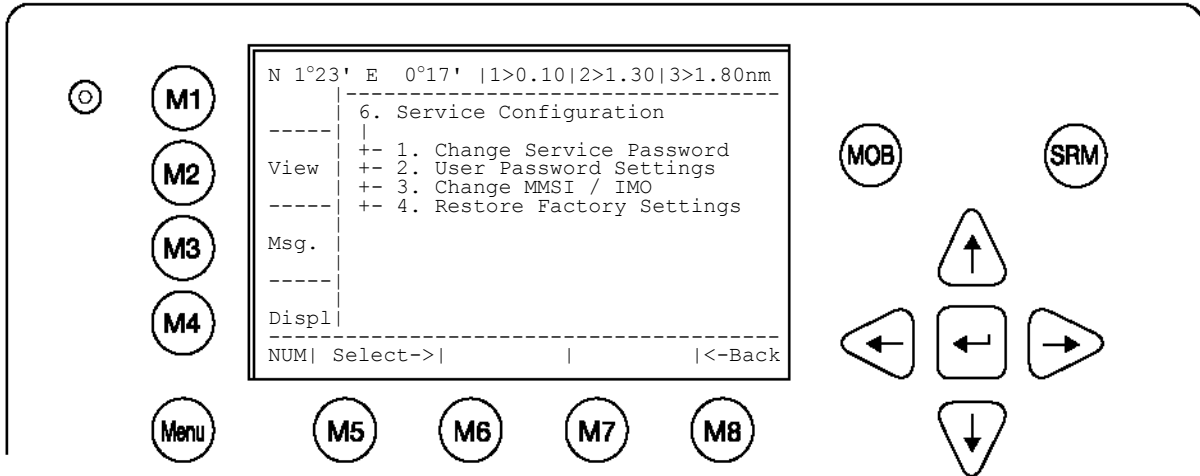 N 1°23' E 0°17' |1>0.10|2>1.30|3>1.80nm
6. Service Configuration
+- 1. Change Service Password
+- 2. User Password Settings
+- 3. Change MMSI / IMO
+- 4. Restore Factory Settings
View
Msg.
Displ
NUM| Select->| | |<-Back
M1
M2
M3
M4
Menu
M5
M6
M7
M8
MOB
SRM